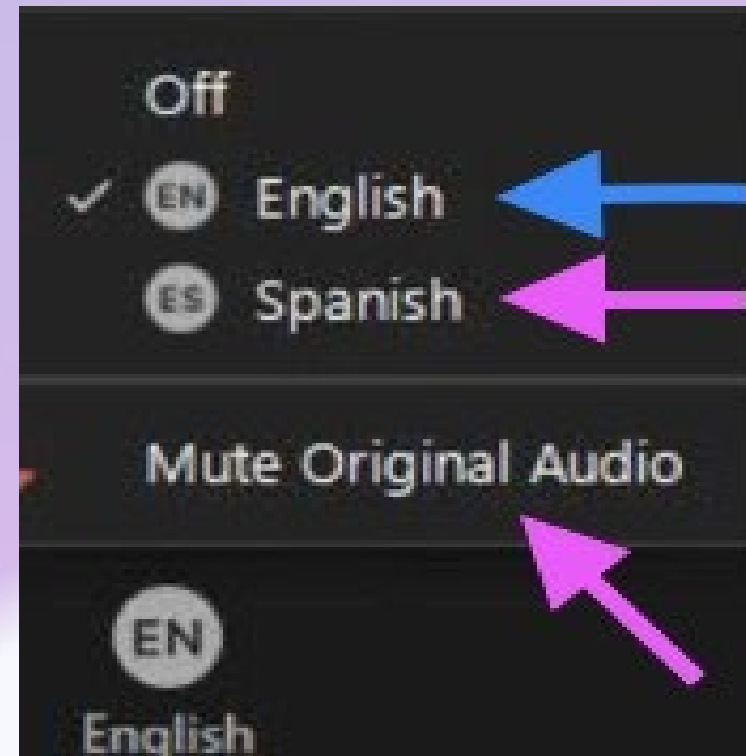 Off
EN English
ES Spanish
Mute Original Audio
EN
English